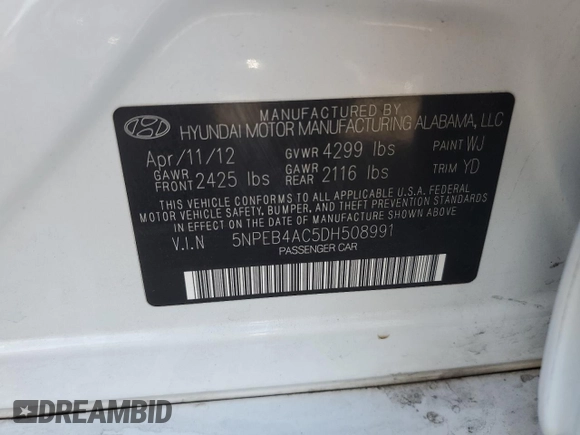 MANUFACTURED BY
HYUNDAI MOTOR MANUFACTURING ALABAMA, LLC
Apr/11/12 GVWR 4299 lbs PAINT WJ
GAWR FRONT 2425 lbs GAWR REAR 2116 lbs TRIM YD
THIS VEHICLE CONFORMS TO ALL APPLICABLE U.S.A. FEDERAL
MOTOR VEHICLE SAFETY, BUMPER, AND THEFT PREVENTION STANDARDS
IN EFFECT ON THE DATE OF MANUFACTURE SHOWN ABOVE
V.I.N 5NPEB4AC5DH508991
PASSENGER CAR
DREAMBID